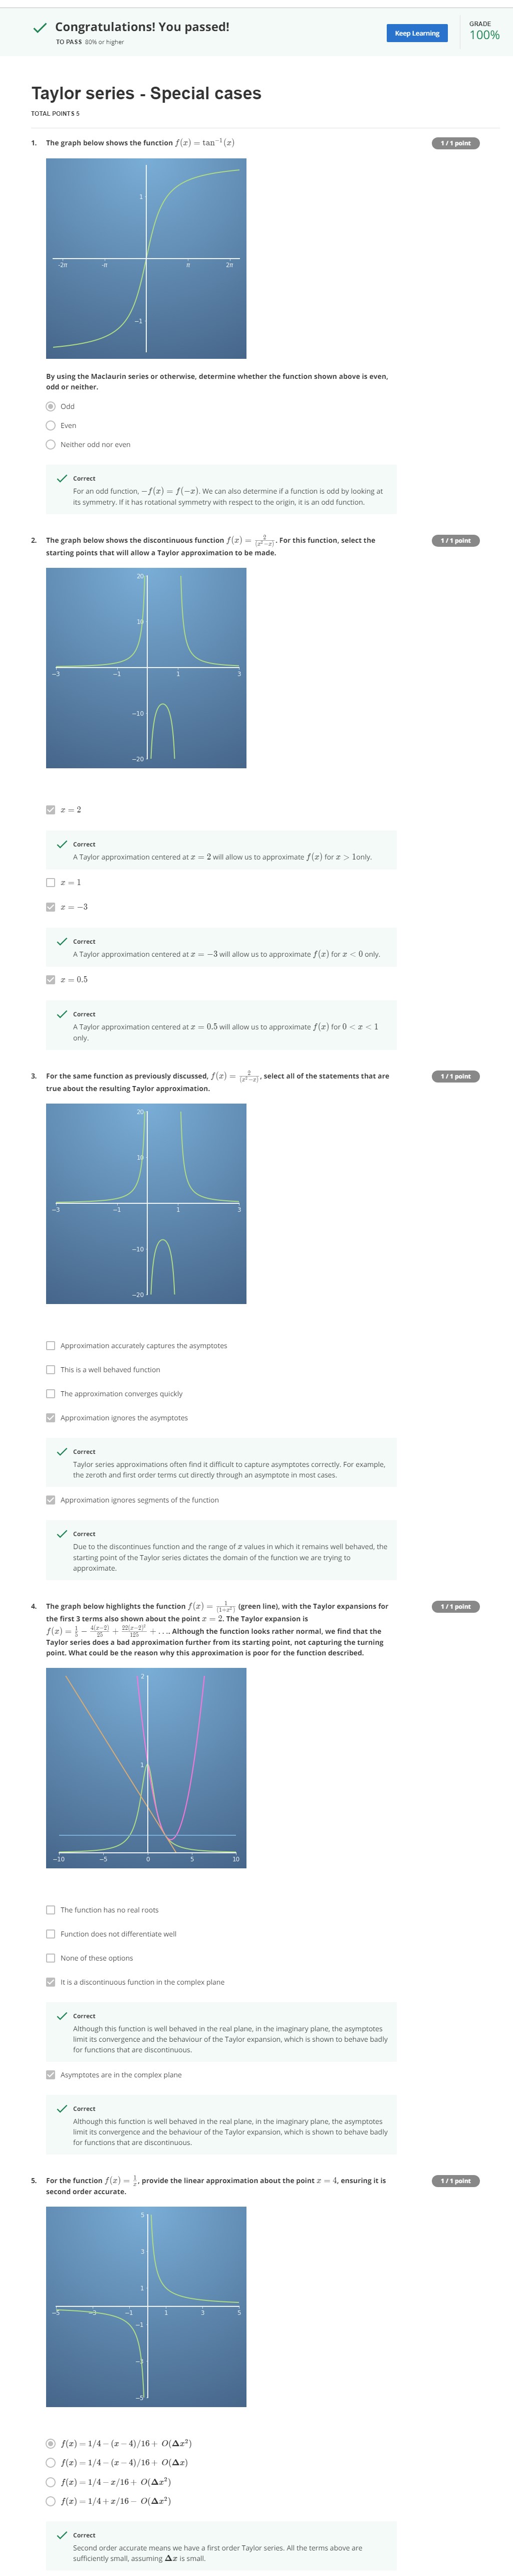 Congratulations! You passed!
TO PASS 80% or higher
Keep Learning
GRADE
100%
Taylor series - Special cases
TOTAL POINTS 5
1. The graph below shows the function f(x) = tan⁻¹(x)
1 / 1 point
1
-2π -π π 2π
−1
By using the Maclaurin series or otherwise, determine whether the function shown above is even,
odd or neither.
Odd
Even
Neither odd nor even
Correct
For an odd function, −f(x) = f(−x). We can also determine if a function is odd by looking at
its symmetry. If it has rotational symmetry with respect to the origin, it is an odd function.
2. The graph below shows the discontinuous function f(x) = 2/(x²−x). For this function, select the
starting points that will allow a Taylor approximation to be made.
1 / 1 point
20
10
−3 −1 1 3
−10
−20
x = 2
Correct
A Taylor approximation centered at x = 2 will allow us to approximate f(x) for x > 1only.
x = 1
x = −3
Correct
A Taylor approximation centered at x = −3 will allow us to approximate f(x) for x < 0 only.
x = 0.5
Correct
A Taylor approximation centered at x = 0.5 will allow us to approximate f(x) for 0 < x < 1
only.
3. For the same function as previously discussed, f(x) = 2/(x²−x), select all of the statements that are
true about the resulting Taylor approximation.
1 / 1 point
20
10
−3 −1 1 3
−10
−20
Approximation accurately captures the asymptotes
This is a well behaved function
The approximation converges quickly
Approximation ignores the asymptotes
Correct
Taylor series approximations often find it difficult to capture asymptotes correctly. For example,
the zeroth and first order terms cut directly through an asymptote in most cases.
Approximation ignores segments of the function
Correct
Due to the discontinues function and the range of x values in which it remains well behaved, the
starting point of the Taylor series dictates the domain of the function we are trying to
approximate.
4. The graph below highlights the function f(x) = 1/(1+x²) (green line), with the Taylor expansions for
the first 3 terms also shown about the point x = 2. The Taylor expansion is
f(x) = 1/5 − 4(x−2)/25 + 22(x−2)²/125 + . . .. Although the function looks rather normal, we find that the
Taylor series does a bad approximation further from its starting point, not capturing the turning
point. What could be the reason why this approximation is poor for the function described.
1 / 1 point
2
1
−10 −5 0 5 10
The function has no real roots
Function does not differentiate well
None of these options
It is a discontinuous function in the complex plane
Correct
Although this function is well behaved in the real plane, in the imaginary plane, the asymptotes
limit its convergence and the behaviour of the Taylor expansion, which is shown to behave badly
for functions that are discontinuous.
Asymptotes are in the complex plane
Correct
Although this function is well behaved in the real plane, in the imaginary plane, the asymptotes
limit its convergence and the behaviour of the Taylor expansion, which is shown to behave badly
for functions that are discontinuous.
5. For the function f(x) = 1/x, provide the linear approximation about the point x = 4, ensuring it is
second order accurate.
1 / 1 point
5
3
1
−5 −3 −1 1 3 5
−1
−3
−5
f(x) = 1/4 − (x − 4)/16 + O(Δx²)
f(x) = 1/4 − (x − 4)/16 + O(Δx)
f(x) = 1/4 − x/16 + O(Δx²)
f(x) = 1/4 + x/16 − O(Δx²)
Correct
Second order accurate means we have a first order Taylor series. All the terms above are
sufficiently small, assuming Δx is small.